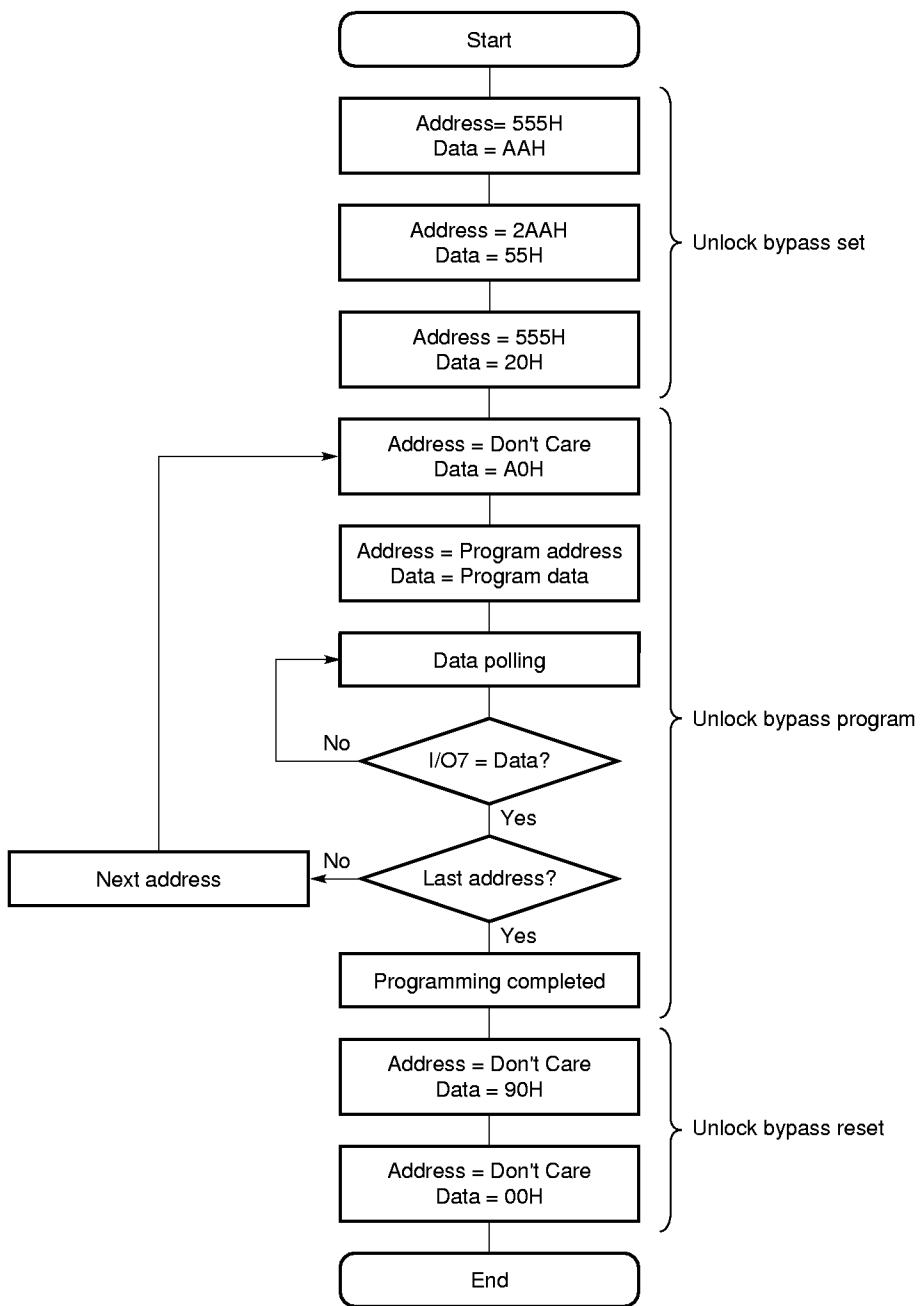 Start
Address= 555H
Data = AAH
Address = 2AAH
Data = 55H
Unlock bypass set
Address = 555H
Data = 20H
Address = Don't Care
Data = A0H
Address = Program address
Data = Program data
Data polling
Unlock bypass program
No
I/O7 = Data?
Yes
Next address
No
Last address?
Yes
Programming completed
Address = Don't Care
Data = 90H
Unlock bypass reset
Address = Don't Care
Data = 00H
End